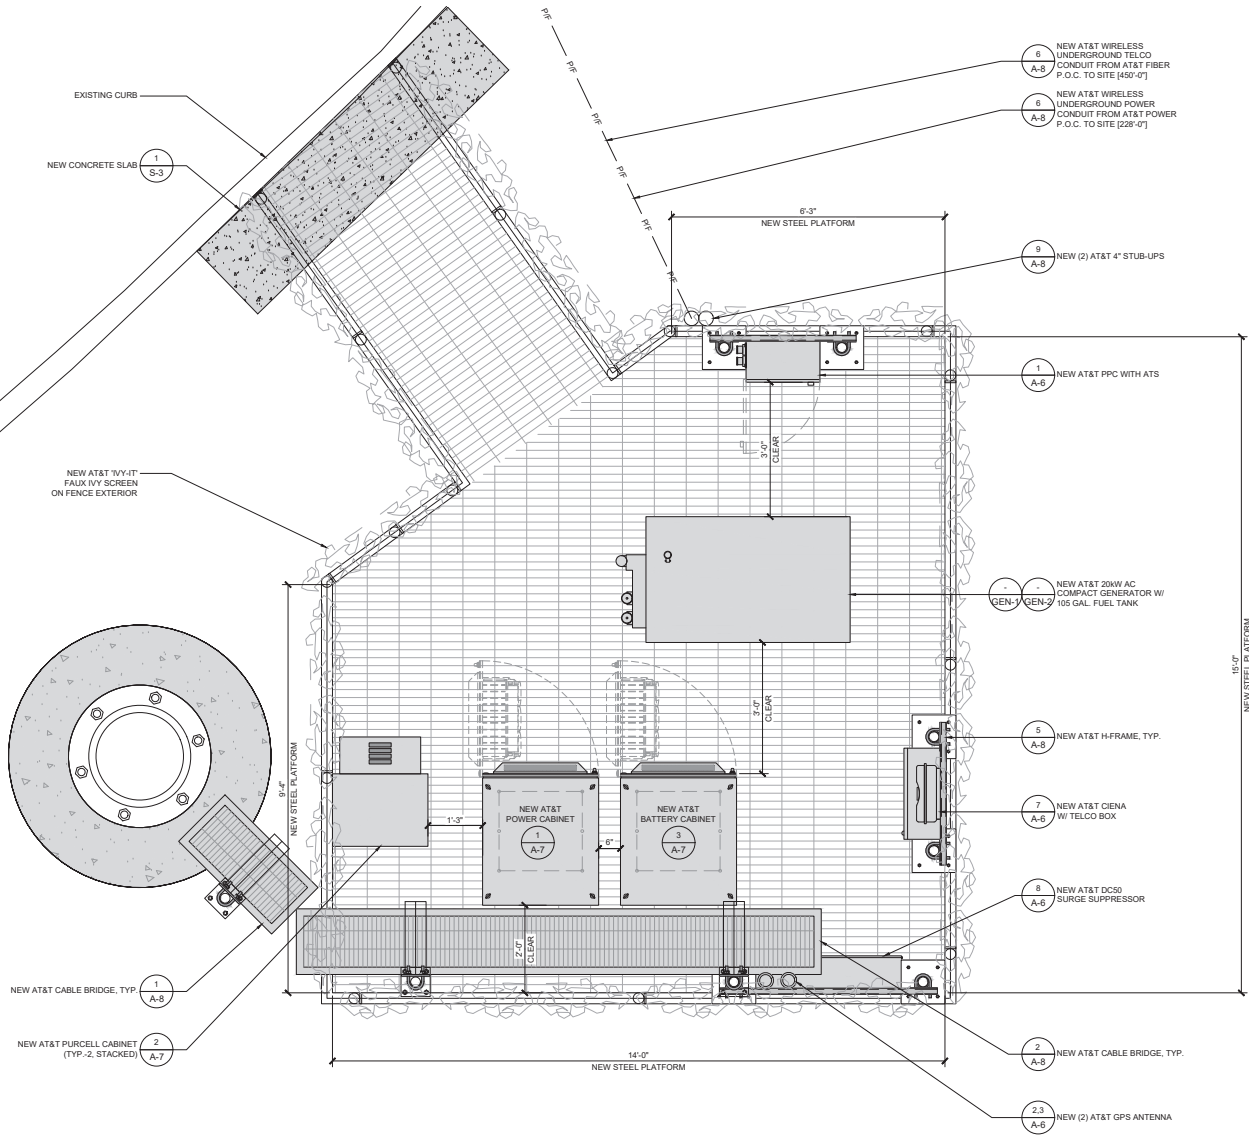 P/F
P/F
P/F
P/F
P/F
P/F
EXISTING CURB
NEW CONCRETE SLAB
1
S-3
6
A-8
NEW AT&T WIRELESS
UNDERGROUND TELCO
CONDUIT FROM AT&T FIBER
P.O.C. TO SITE [450'-0"]
6
A-8
NEW AT&T WIRELESS
UNDERGROUND POWER
CONDUIT FROM AT&T POWER
P.O.C. TO SITE [228'-0"]
6'-3"
NEW STEEL PLATFORM
9
A-8
NEW (2) AT&T 4" STUB-UPS
1
A-6
NEW AT&T PPC WITH ATS
3'-0"
CLEAR
NEW AT&T 'IVY-IT'
FAUX IVY SCREEN
ON FENCE EXTERIOR
-
GEN-1
-
GEN-2
NEW AT&T 20kW AC
COMPACT GENERATOR W/
105 GAL. FUEL TANK
15'-0"
NEW STEEL PLATFORM
3'-0"
CLEAR
5
A-8
NEW AT&T H-FRAME, TYP.
9'-4"
NEW STEEL PLATFORM
1'-3"
NEW AT&T
POWER CABINET
1
A-7
6"
NEW AT&T
BATTERY CABINET
3
A-7
7
A-6
NEW AT&T CIENA
W/ TELCO BOX
8
A-6
NEW AT&T DC50
SURGE SUPPRESSOR
2'-0"
CLEAR
NEW AT&T CABLE BRIDGE, TYP.
1
A-8
NEW AT&T PURCELL CABINET
(TYP.-2, STACKED)
2
A-7
14'-0"
NEW STEEL PLATFORM
2
A-8
NEW AT&T CABLE BRIDGE, TYP.
2,3
A-6
NEW (2) AT&T GPS ANTENNA